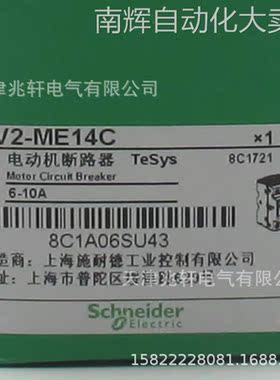 南辉自动化大卖
津兆轩电气有限公司
V2-ME14C ×1
电动机断路器 TeSys 8C1721
Motor Circuit Breaker
6-10A
8C1A06SU43
造商：上海施耐德工业控制有限公司
上海市普陀区
天津兆轩电气有限公司
Schneider
Electric
15822228081.1688.